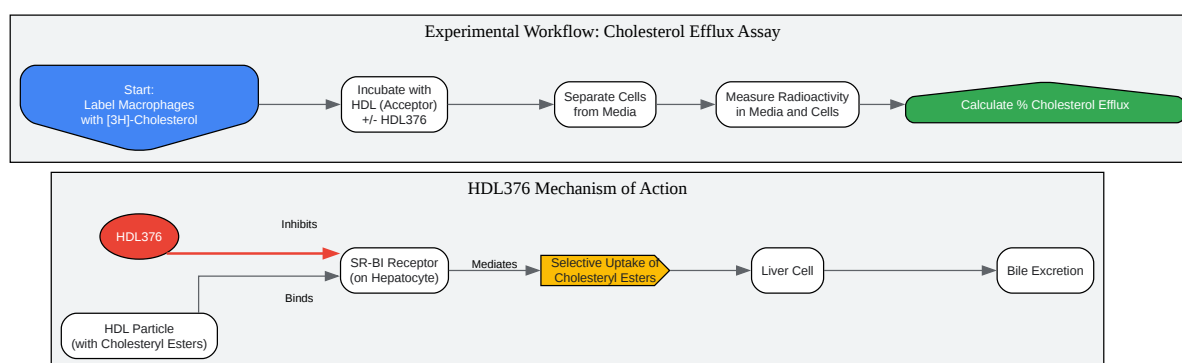 Experimental Workflow: Cholesterol Efflux Assay
Start:
Label Macrophages
with [3H]-Cholesterol
Incubate with
HDL (Acceptor)
+/- HDL376
Separate Cells
from Media
Measure Radioactivity
in Media and Cells
Calculate % Cholesterol Efflux
HDL376 Mechanism of Action
HDL376
Inhibits
SR-BI Receptor
(on Hepatocyte)
Mediates
Selective Uptake of
Cholesteryl Esters
Liver Cell
Bile Excretion
Binds
HDL Particle
(with Cholesteryl Esters)